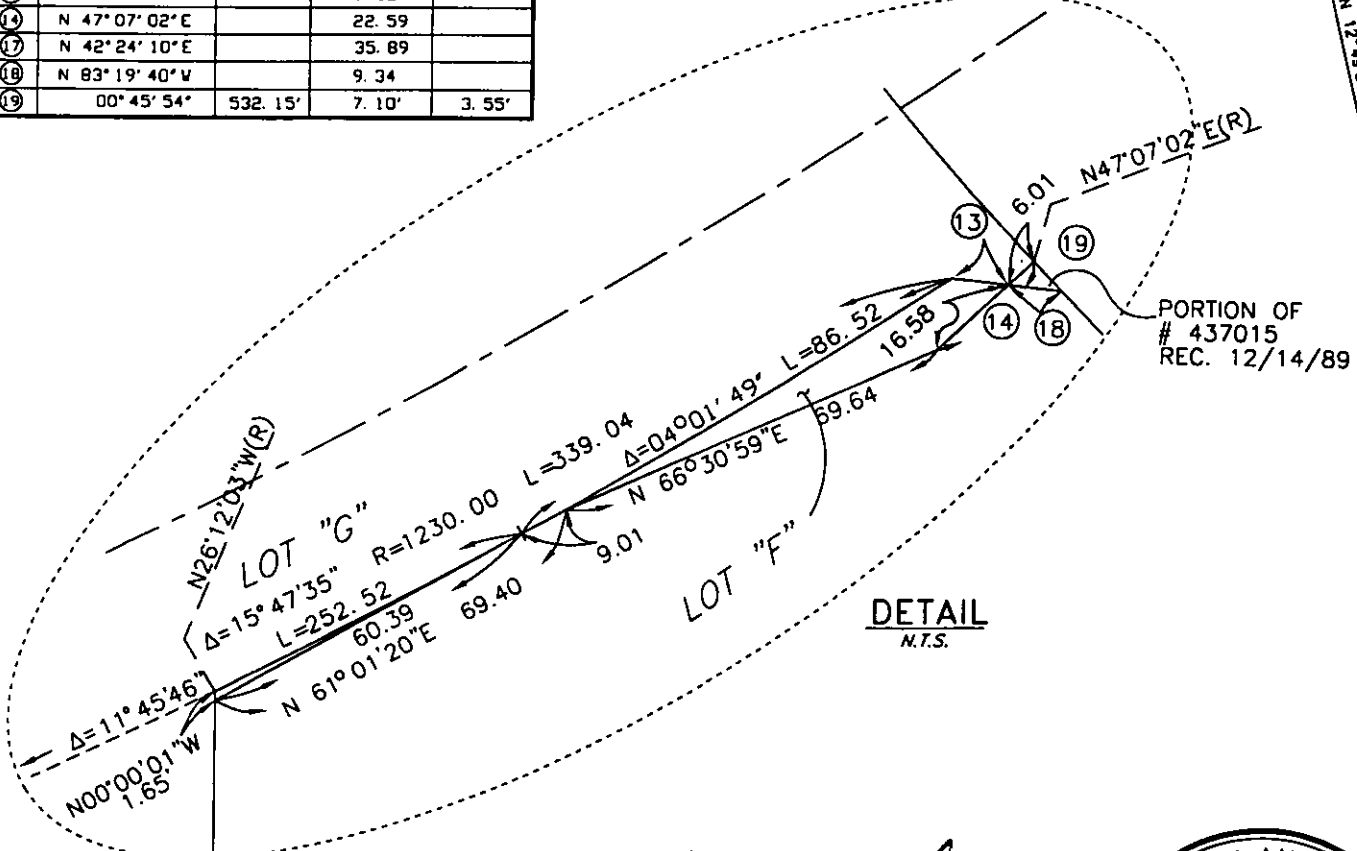 14 N 47° 07' 02" E 22. 59
17 N 42° 24' 10" E 35. 89
18 N 83° 19' 40" W 9. 34
19 00° 45' 54" 532. 15' 7. 10' 3. 55'
N47°07'02"E(R)
6.01
13
19
14
18
PORTION OF
# 437015
REC. 12/14/89
16.58
L=86. 52
Δ=04°01' 49"
69.64
N 66°30'59"E
L=339. 04
R=1230. 00
Δ=15° 47'35"
N26°12'03"W(R)
LOT "G"
L=252. 52
60.39
69.40
9.01
N 61°01'20"E
LOT "F"
DETAIL
N.T.S.
Δ=11°45'46"
N00°00'01"W
1.65'